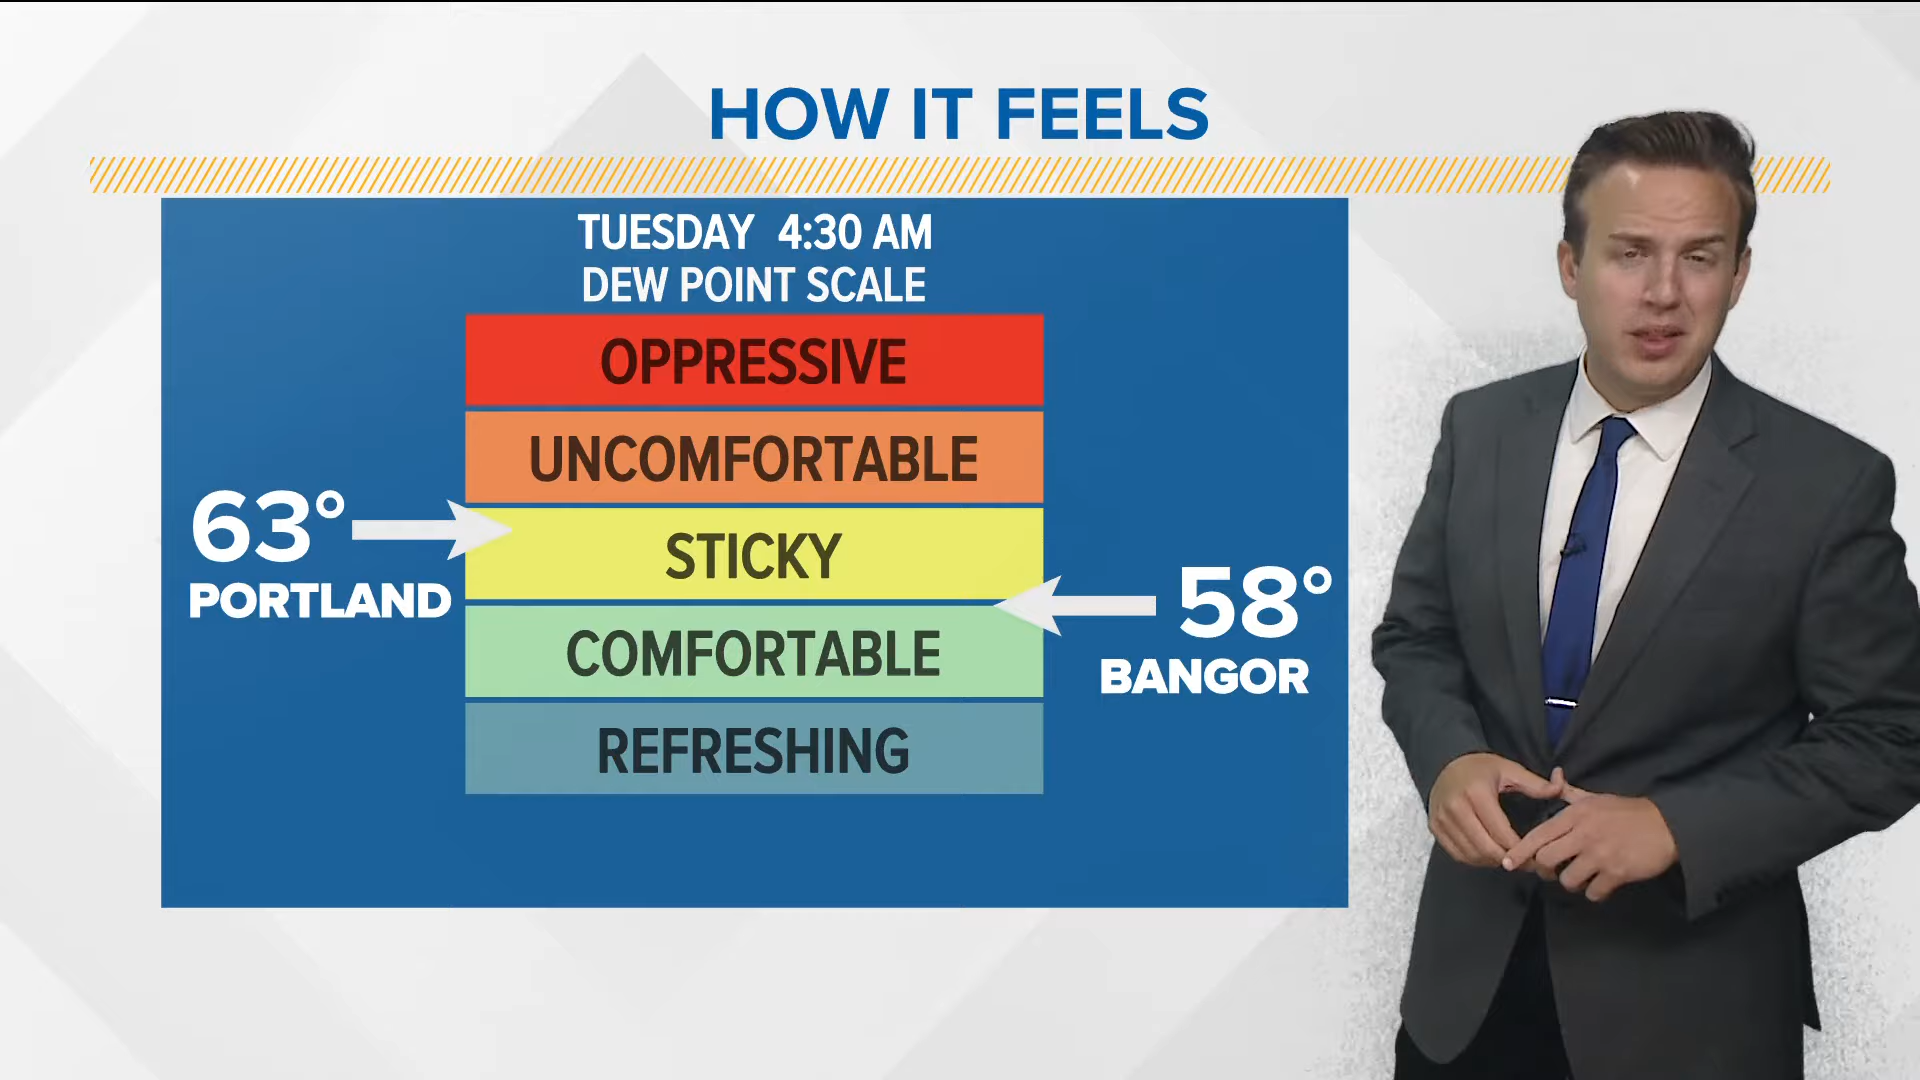 HOW IT FEELS
TUESDAY 4:30 AM
DEW POINT SCALE
OPPRESSIVE
UNCOMFORTABLE
STICKY
COMFORTABLE
REFRESHING
63°
PORTLAND
58°
BANGOR